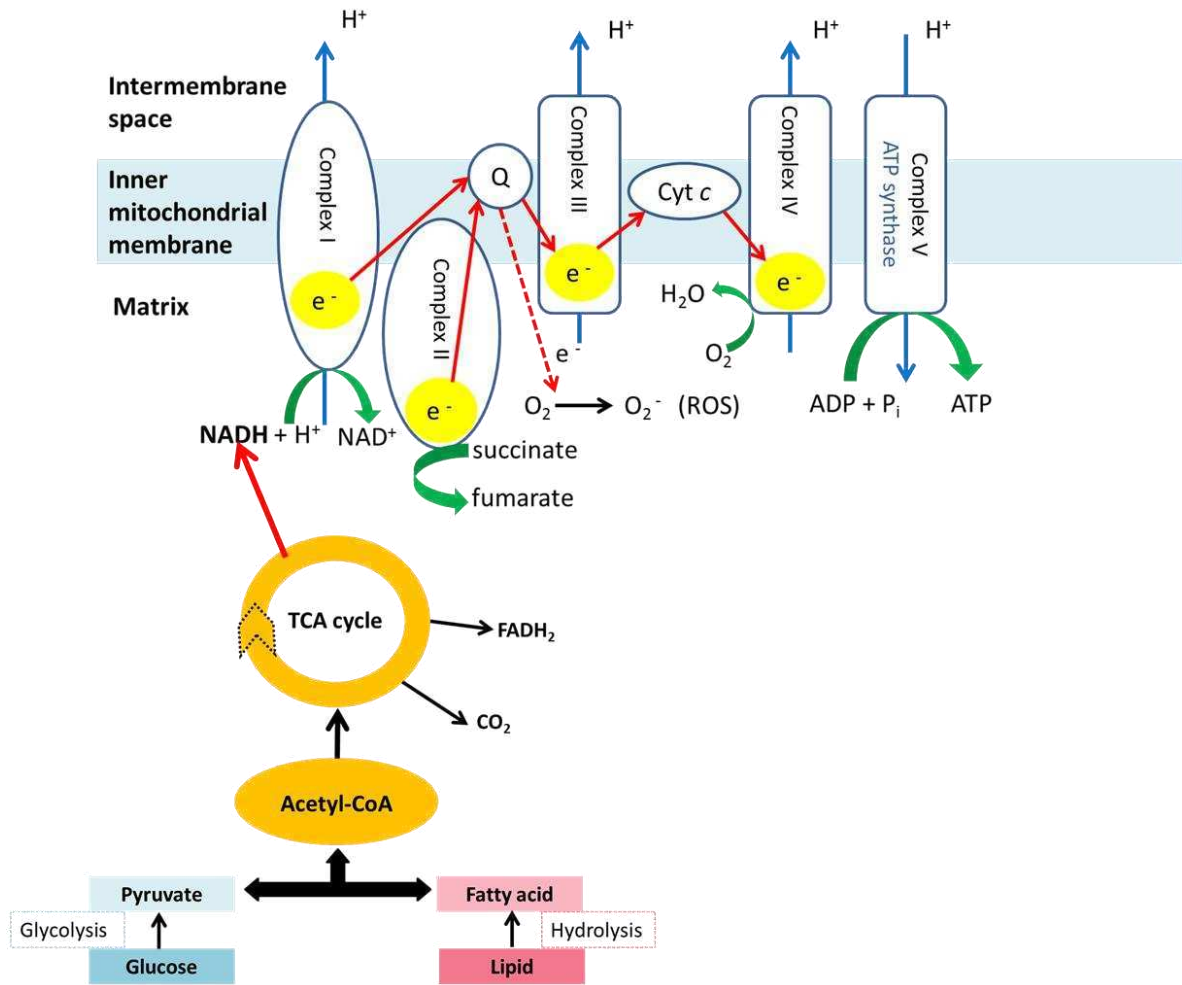 H⁺
H⁺
H⁺
H⁺
Intermembrane
space
Inner
mitochondrial
membrane
Matrix
Complex I
Complex II
Q
Complex III
Cyt c
Complex IV
Complex V
ATP synthase
e⁻
e⁻
e⁻
e⁻
e⁻
H₂O
O₂
O₂
O₂⁻ (ROS)
ADP + Pᵢ
ATP
NADH + H⁺
NAD⁺
succinate
fumarate
TCA cycle
FADH₂
CO₂
Acetyl-CoA
Pyruvate
Fatty acid
Glycolysis
Hydrolysis
Glucose
Lipid